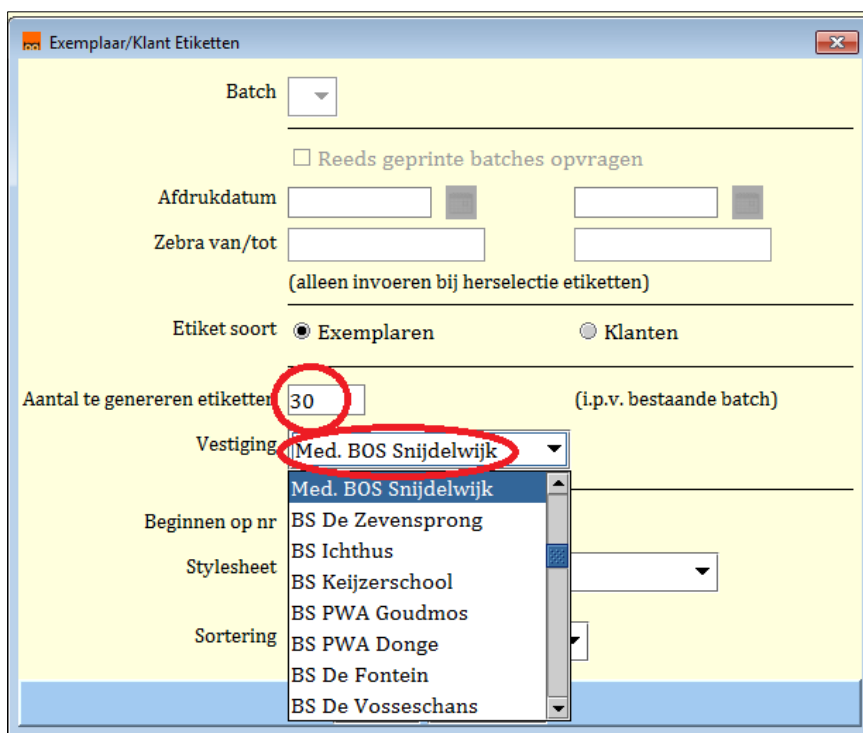 Exemplaar/Klant Etiketten
Batch
Reeds geprinte batches opvragen
Afdrukdatum
Zebra van/tot
(alleen invoeren bij herselectie etiketten)
Etiket soort Exemplaren Klanten
Aantal te genereren etiketten 30 (i.p.v. bestaande batch)
Vestiging Med. BOS Snijdelwijk
Med. BOS Snijdelwijk
Beginnen op nr BS De Zevensprong
BS Ichthus
Stylesheet BS Keijzerschool
BS PWA Goudmos
Sortering BS PWA Donge
BS De Fontein
BS De Vosseschans